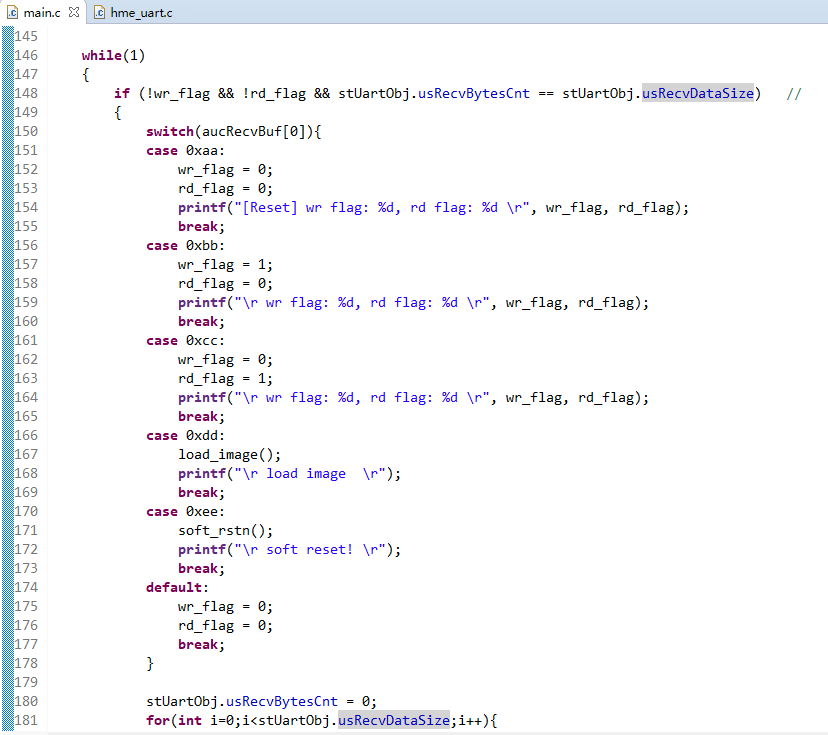 main.c hme_uart.c
145
146 while(1)
147 {
148 if (!wr_flag && !rd_flag && stUartObj.usRecvBytesCnt == stUartObj.usRecvDataSize) //
149 {
150 switch(aucRecvBuf[0]){
151 case 0xaa:
152 wr_flag = 0;
153 rd_flag = 0;
154 printf("[Reset] wr flag: %d, rd flag: %d \r", wr_flag, rd_flag);
155 break;
156 case 0xbb:
157 wr_flag = 1;
158 rd_flag = 0;
159 printf("\r wr flag: %d, rd flag: %d \r", wr_flag, rd_flag);
160 break;
161 case 0xcc:
162 wr_flag = 0;
163 rd_flag = 1;
164 printf("\r wr flag: %d, rd flag: %d \r", wr_flag, rd_flag);
165 break;
166 case 0xdd:
167 load_image();
168 printf("\r load image  \r");
169 break;
170 case 0xee:
171 soft_rstn();
172 printf("\r soft reset! \r");
173 break;
174 default:
175 wr_flag = 0;
176 rd_flag = 0;
177 break;
178 }
179
180 stUartObj.usRecvBytesCnt = 0;
181 for(int i=0;i<stUartObj.usRecvDataSize;i++){